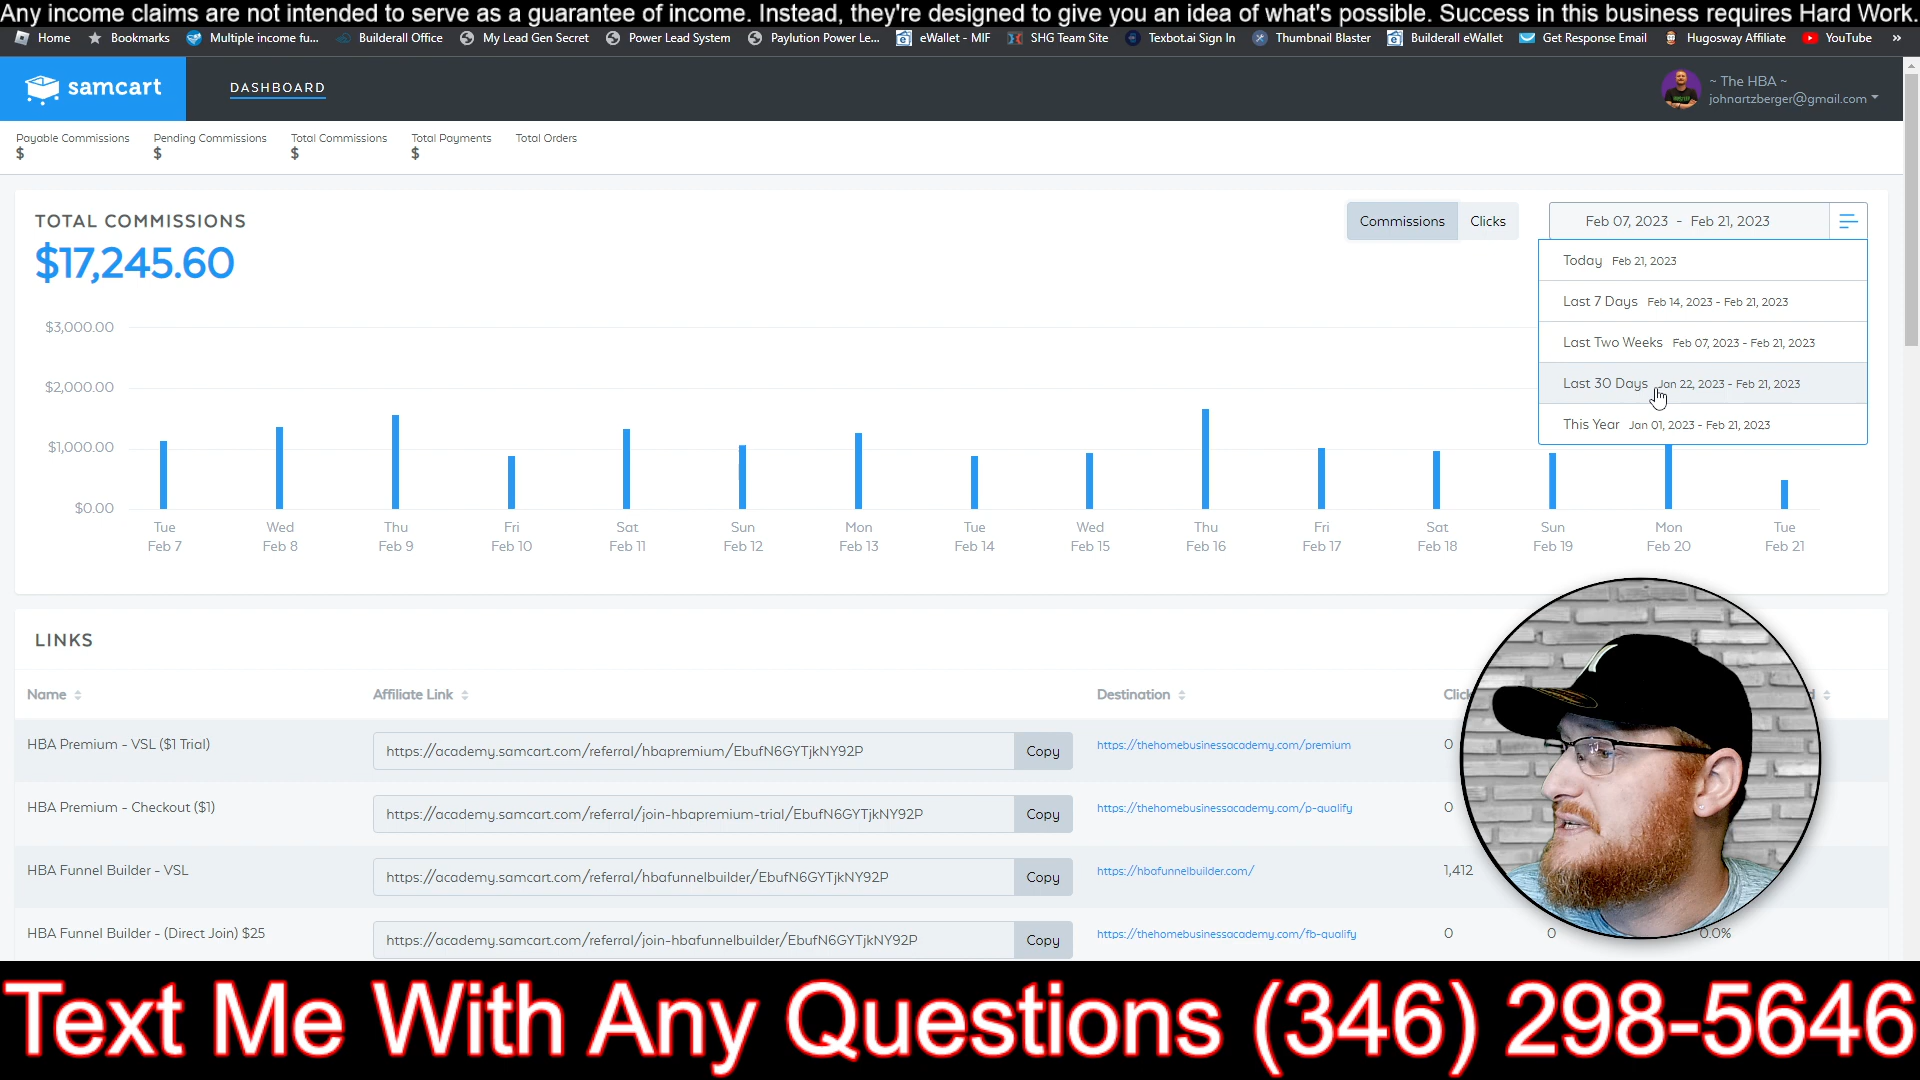 Any income claims are not intended to serve as a guarantee of income. Instead, they're designed to give you an idea of what's possible. Success in this business requires Hard Work.
Home Bookmarks Multiple income fu... Builderall Office My Lead Gen Secret Power Lead System Paylution Power Le... eWallet - MIF SHG Team Site Texbot.ai Sign In Thumbnail Blaster Builderall eWallet Get Response Email Hugosway Affiliate YouTube »
samcart DASHBOARD
~ The HBA ~
johnartzberger@gmail.com
Payable Commissions Pending Commissions Total Commissions Total Payments Total Orders
$ $ $ $
TOTAL COMMISSIONS
Commissions Clicks Feb 07, 2023 - Feb 21, 2023
$17,245.60
Today Feb 21, 2023
Last 7 Days Feb 14, 2023 - Feb 21, 2023
Last Two Weeks Feb 07, 2023 - Feb 21, 2023
Last 30 Days Jan 22, 2023 - Feb 21, 2023
This Year Jan 01, 2023 - Feb 21, 2023
$3,000.00
$2,000.00
$1,000.00
$0.00
Tue Wed Thu Fri Sat Sun Mon Tue Wed Thu Fri Sat Sun Mon Tue
Feb 7 Feb 8 Feb 9 Feb 10 Feb 11 Feb 12 Feb 13 Feb 14 Feb 15 Feb 16 Feb 17 Feb 18 Feb 19 Feb 20 Feb 21
LINKS
Name Affiliate Link Destination
HBA Premium - VSL ($1 Trial) https://academy.samcart.com/referral/hbapremium/EbufN6GYTjkNY92P Copy https://thehomebusinessacademy.com/premium 0
HBA Premium - Checkout ($1) https://academy.samcart.com/referral/join-hbapremium-trial/EbufN6GYTjkNY92P Copy https://thehomebusinessacademy.com/p-qualify 0
HBA Funnel Builder - VSL https://academy.samcart.com/referral/hbafunnelbuilder/EbufN6GYTjkNY92P Copy https://hbafunnelbuilder.com/ 1,412
HBA Funnel Builder - (Direct Join) $25 https://academy.samcart.com/referral/join-hbafunnelbuilder/EbufN6GYTjkNY92P Copy https://thehomebusinessacademy.com/fb-qualify 0 0 0.0%
Text Me With Any Questions (346) 298-5646